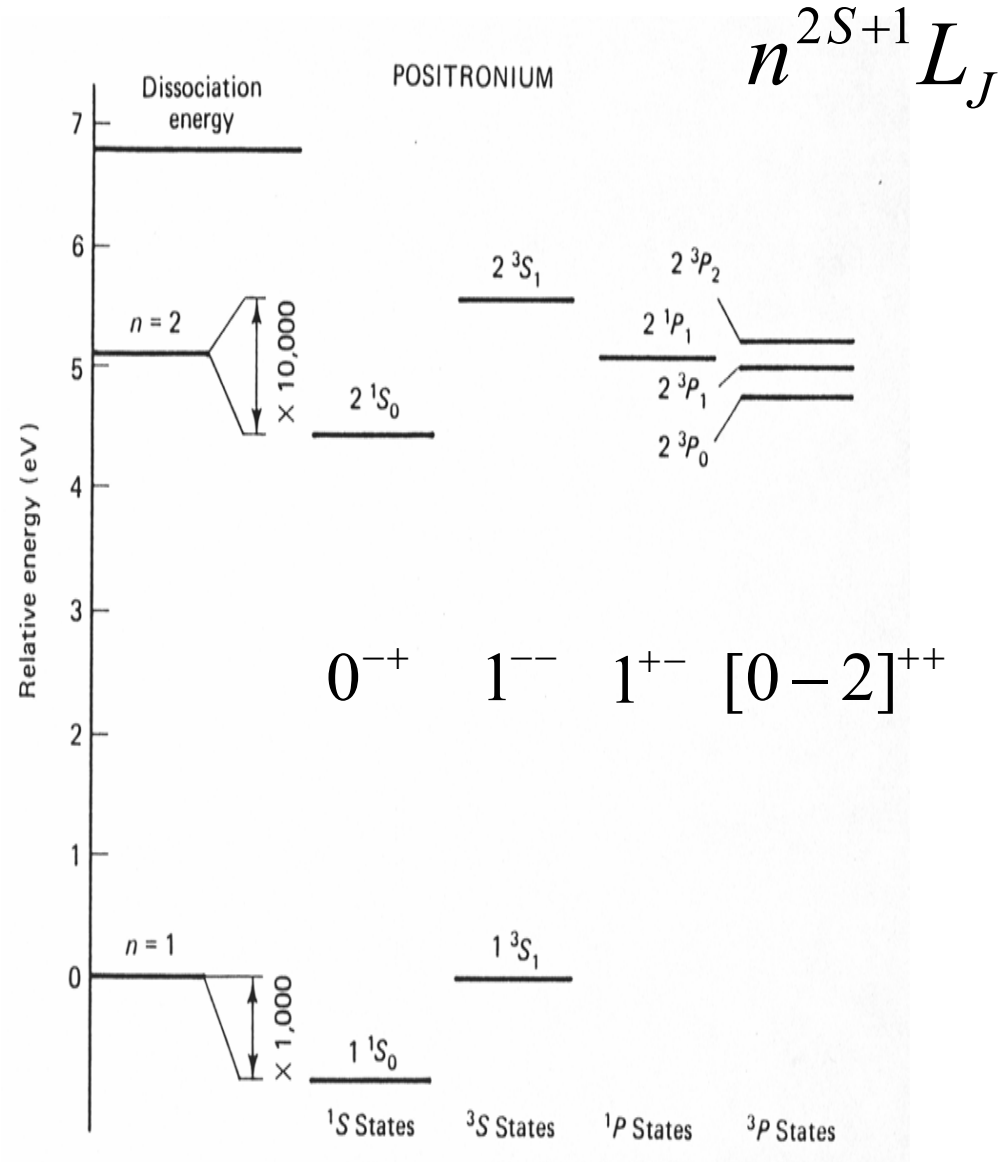 n^{2S+1}L_J
POSITRONIUM
Dissociation
energy
Relative energy (eV)
7
6
5
4
3
2
1
0
n = 2
× 10,000
2 ¹S₀
2 ³S₁
2 ¹P₁
2 ³P₂
2 ³P₁
2 ³P₀
0⁻⁺ 1⁻⁻ 1⁺⁻ [0 − 2]⁺⁺
n = 1
× 1,000
1 ¹S₀
1 ³S₁
¹S States ³S States ¹P States ³P States